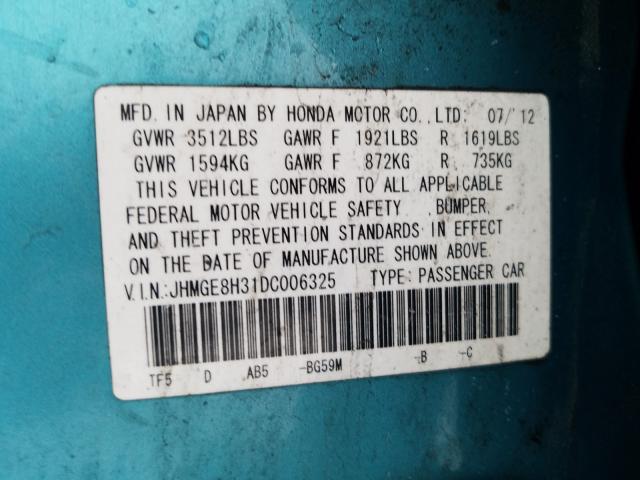 MFD. IN JAPAN BY HONDA MOTOR CO.,LTD: 07/'12
GVWR 3512LBS GAWR F 1921LBS R 1619LBS
GVWR 1594KG GAWR F 872KG R 735KG
THIS VEHICLE CONFORMS TO ALL APPLICABLE
FEDERAL MOTOR VEHICLE SAFETY , BUMPER,
AND THEFT PREVENTION STANDARDS IN EFFECT
ON THE DATE OF MANUFACTURE SHOWN ABOVE.
V.I.N.:JHMGE8H31DC006325 TYPE: PASSENGER CAR
TF5 D AB5 -BG59M -B -C